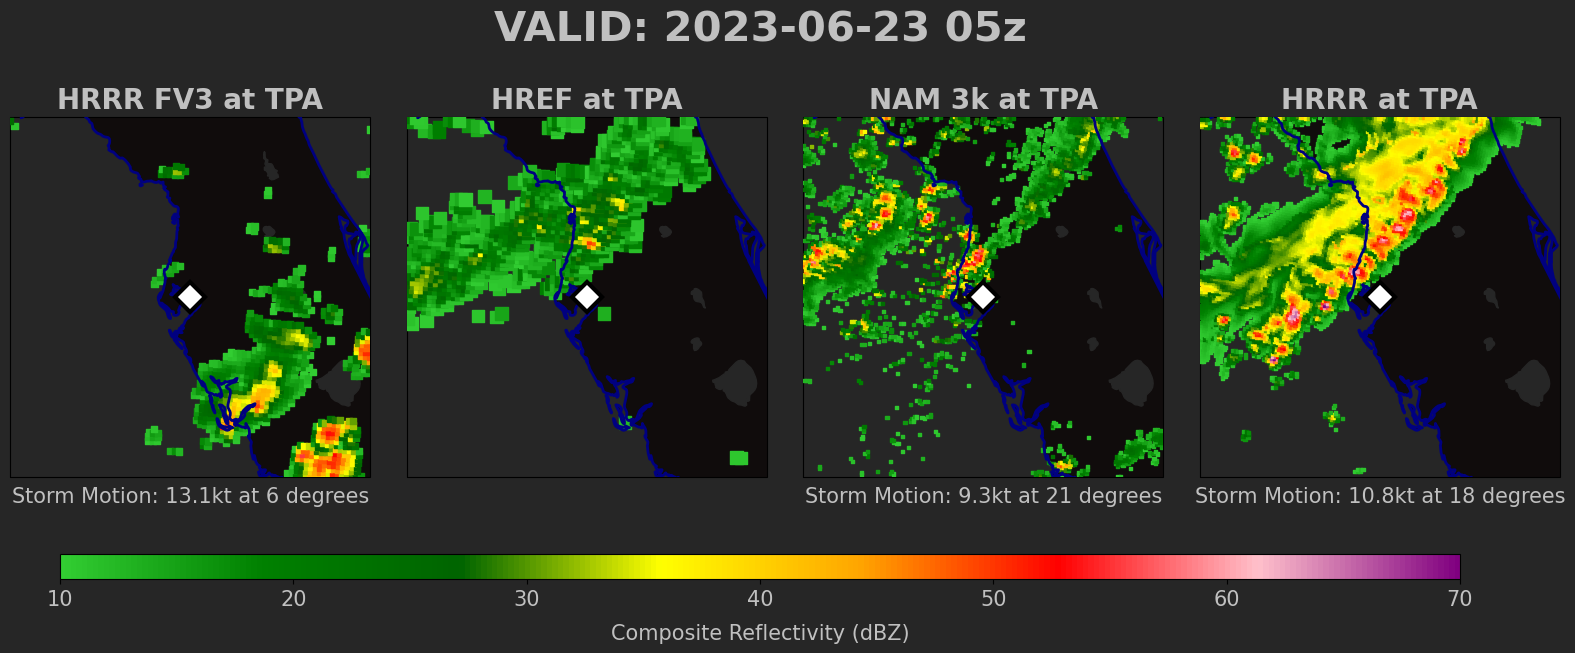 VALID: 2023-06-23 05z
HRRR FV3 at TPA
HREF at TPA
NAM 3k at TPA
HRRR at TPA
Storm Motion: 13.1kt at 6 degrees
Storm Motion: 9.3kt at 21 degrees
Storm Motion: 10.8kt at 18 degrees
10 20 30 40 50 60 70
Composite Reflectivity (dBZ)